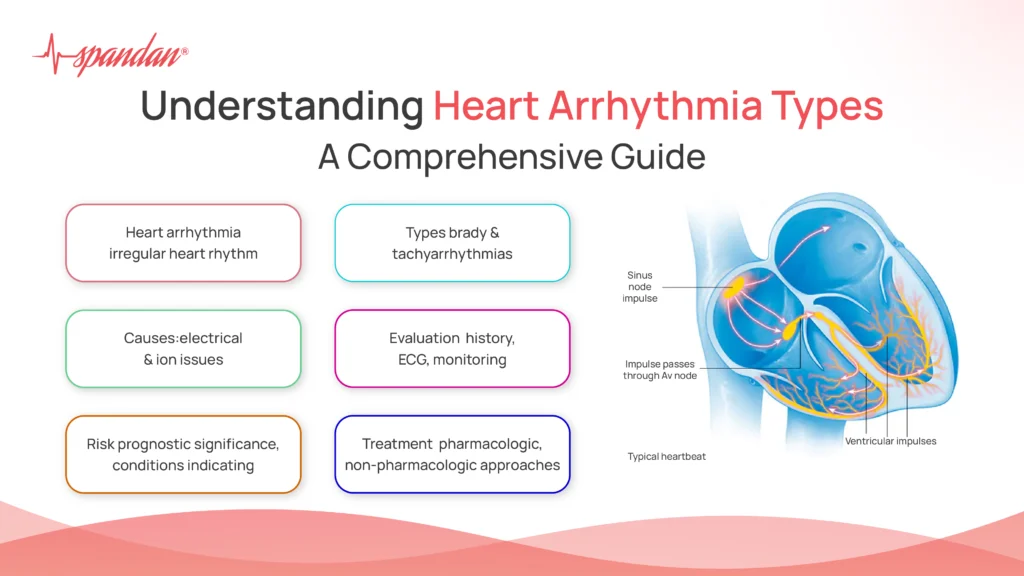 spandan®
Understanding Heart Arrhythmia Types
A Comprehensive Guide
Heart arrhythmia
irregular heart rhythm
Types brady &
tachyarrhythmias
Causes:electrical
& ion issues
Evaluation history,
ECG, monitoring
Risk prognostic significance,
conditions indicating
Treatment pharmacologic,
non-pharmacologic approaches
Sinus
node
impulse
Impulse passes
through Av node
Ventricular impulses
Typical heartbeat